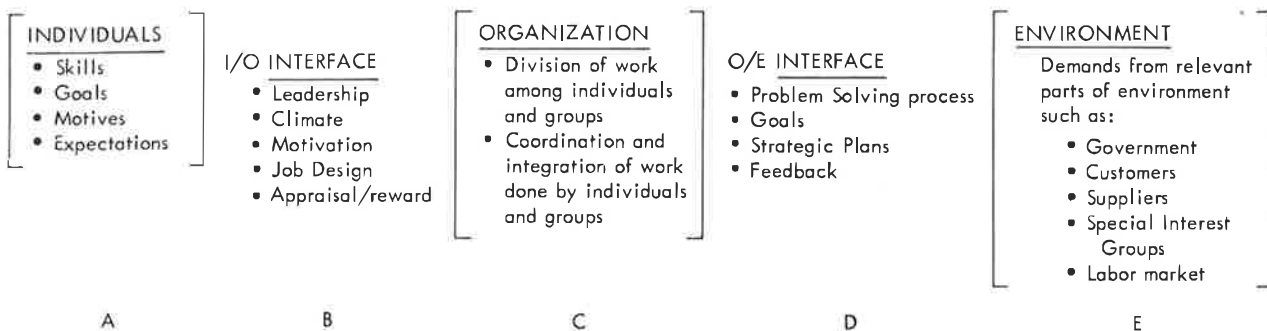 INDIVIDUALS
• Skills
• Goals
• Motives
• Expectations
I/O INTERFACE
• Leadership
• Climate
• Motivation
• Job Design
• Appraisal/reward
ORGANIZATION
• Division of work
among individuals
and groups
• Coordination and
integration of work
done by individuals
and groups
O/E INTERFACE
• Problem Solving process
• Goals
• Strategic Plans
• Feedback
ENVIRONMENT
Demands from relevant
parts of environment
such as:
• Government
• Customers
• Suppliers
• Special Interest
Groups
• Labor market
A
B
C
D
E